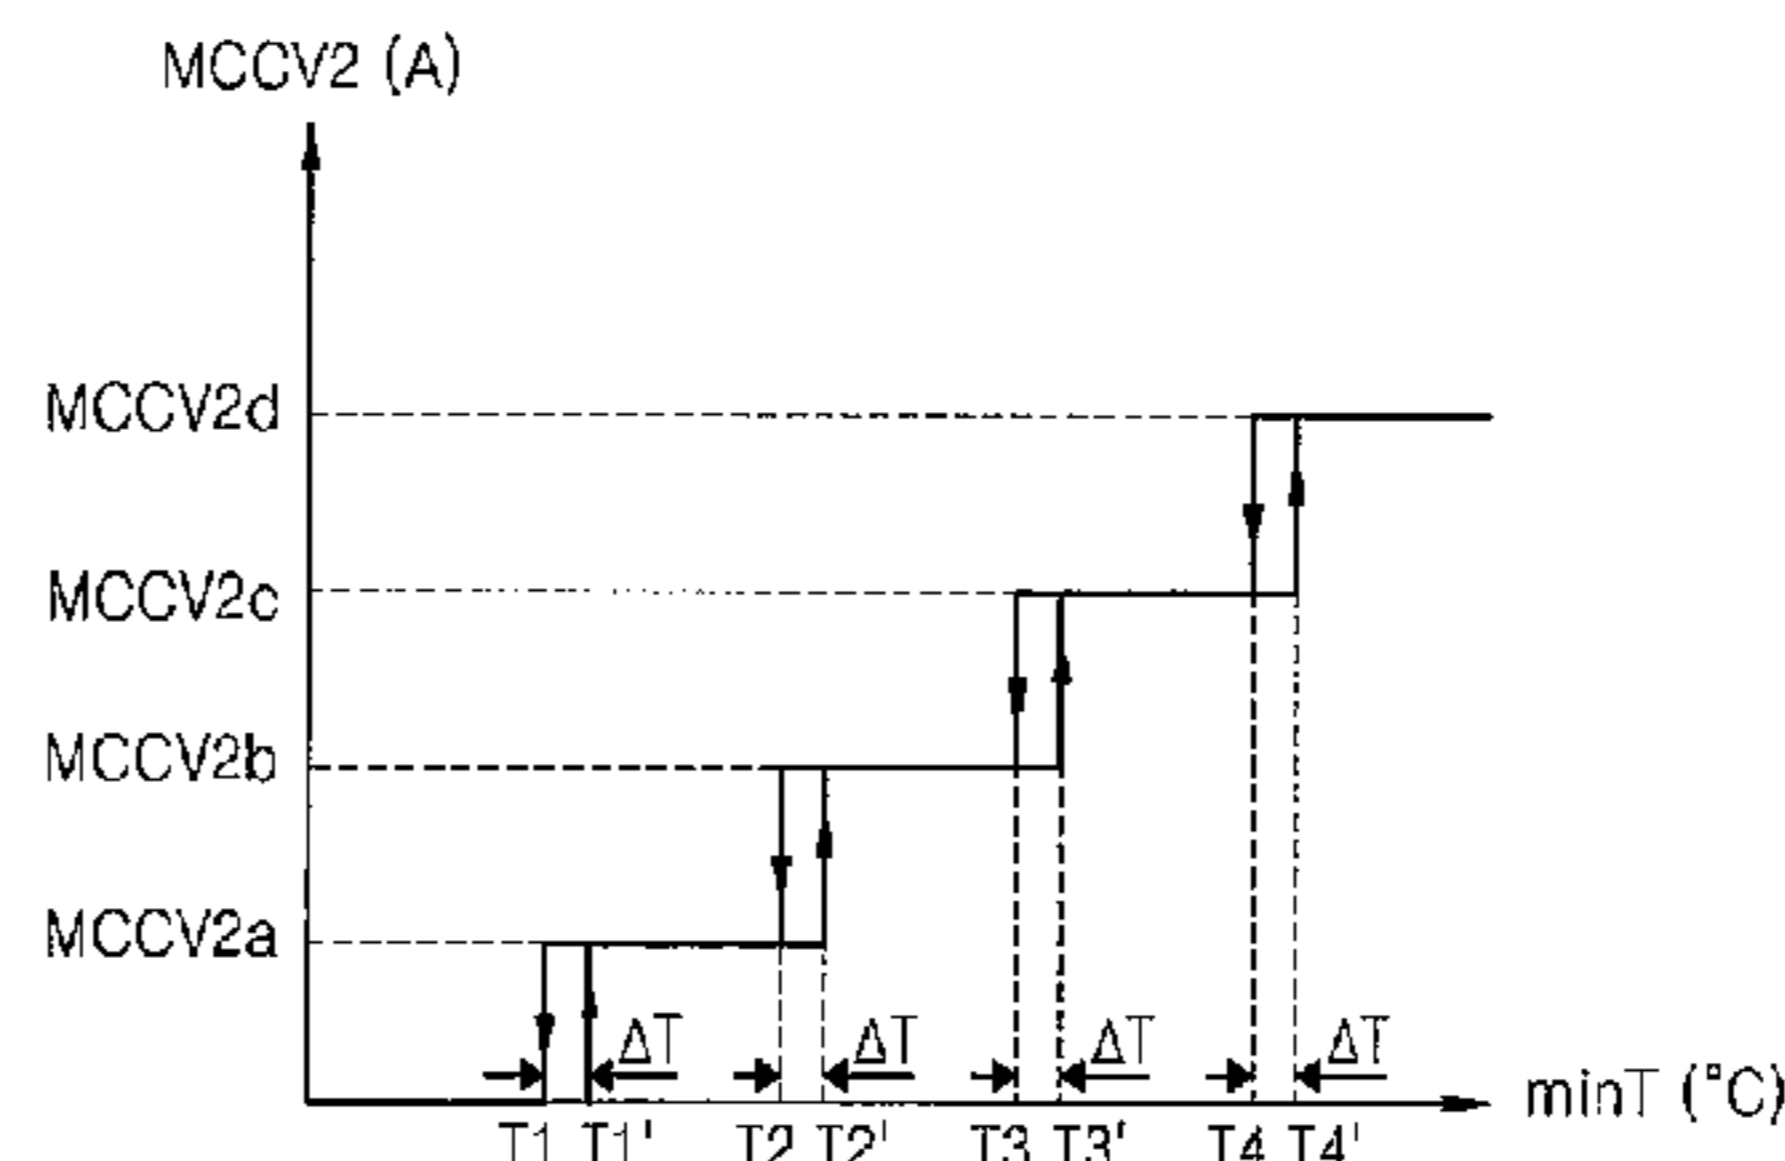 MCCV2 (A)
MCCV2d
MCCV2c
MCCV2b
MCCV2a
ΔT ΔT ΔT ΔT
minT (°C)
T1 T1' T2 T2' T3 T3' T4 T4'